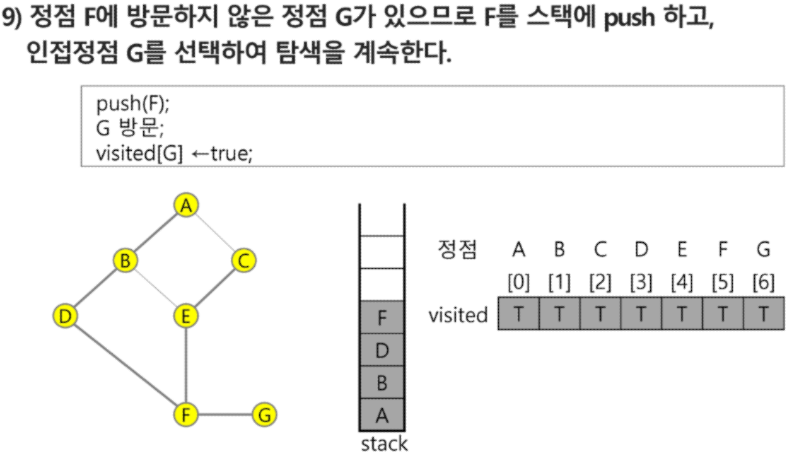 9) 정점 F에 방문하지 않은 정점 G가 있으므로 F를 스택에 push 하고,
인접정점 G를 선택하여 탐색을 계속한다.
push(F);
G 방문;
visited[G] ←true;
A
B
C
D
E
F
G
F
D
B
A
stack
정점 A B C D E F G
[0] [1] [2] [3] [4] [5] [6]
visited T T T T T T T